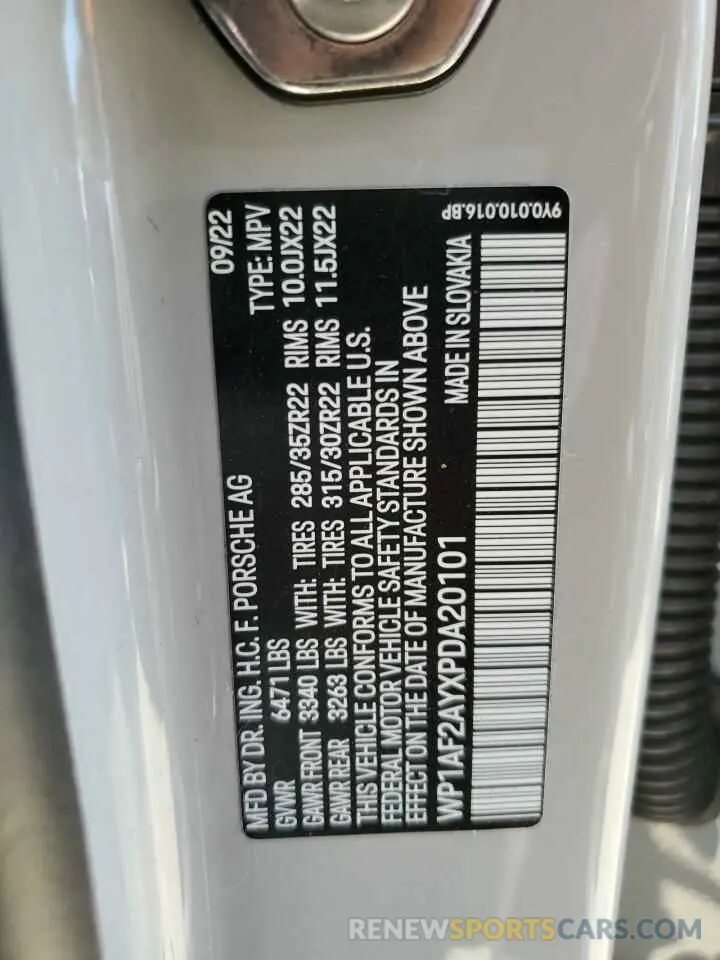 MFD BY DR. ING. H.C. F. PORSCHE AG 09/22
GVWR 6471 LBS TYPE: MPV
GAWR FRONT 3340 LBS WITH: TIRES 285/35ZR22 RIMS 10.0JX22
GAWR REAR 3263 LBS WITH: TIRES 315/30ZR22 RIMS 11.5JX22
THIS VEHICLE CONFORMS TO ALL APPLICABLE U.S.
FEDERAL MOTOR VEHICLE SAFETY STANDARDS IN
EFFECT ON THE DATE OF MANUFACTURE SHOWN ABOVE
WP1AF2AYXPDA20101 MADE IN SLOVAKIA
9Y0.010.016.BP
RENEWSPORTSCARS.COM